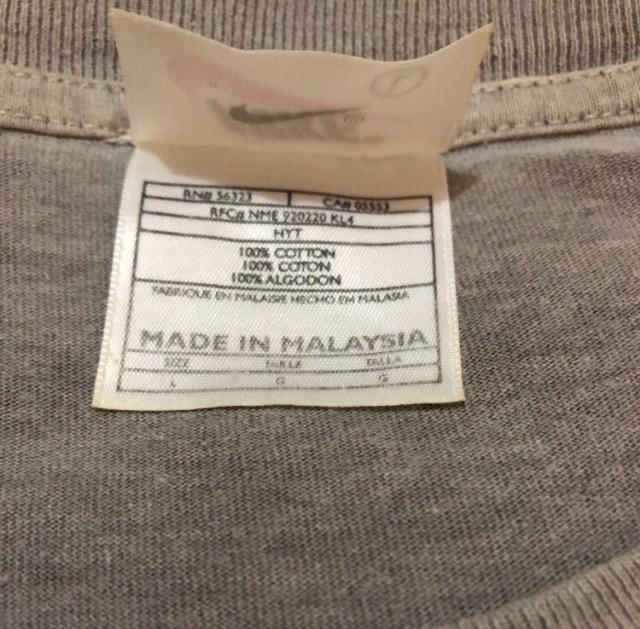 RN# 56323 CA# 05553
RFC# NME 920220 KL4
HYT
100% COTTON
100% COTON
100% ALGODON
FABRIQUE EN MALAISIE HECHO EN MALASIA
MADE IN MALAYSIA
SIZE TAILLE TALLA
L G G